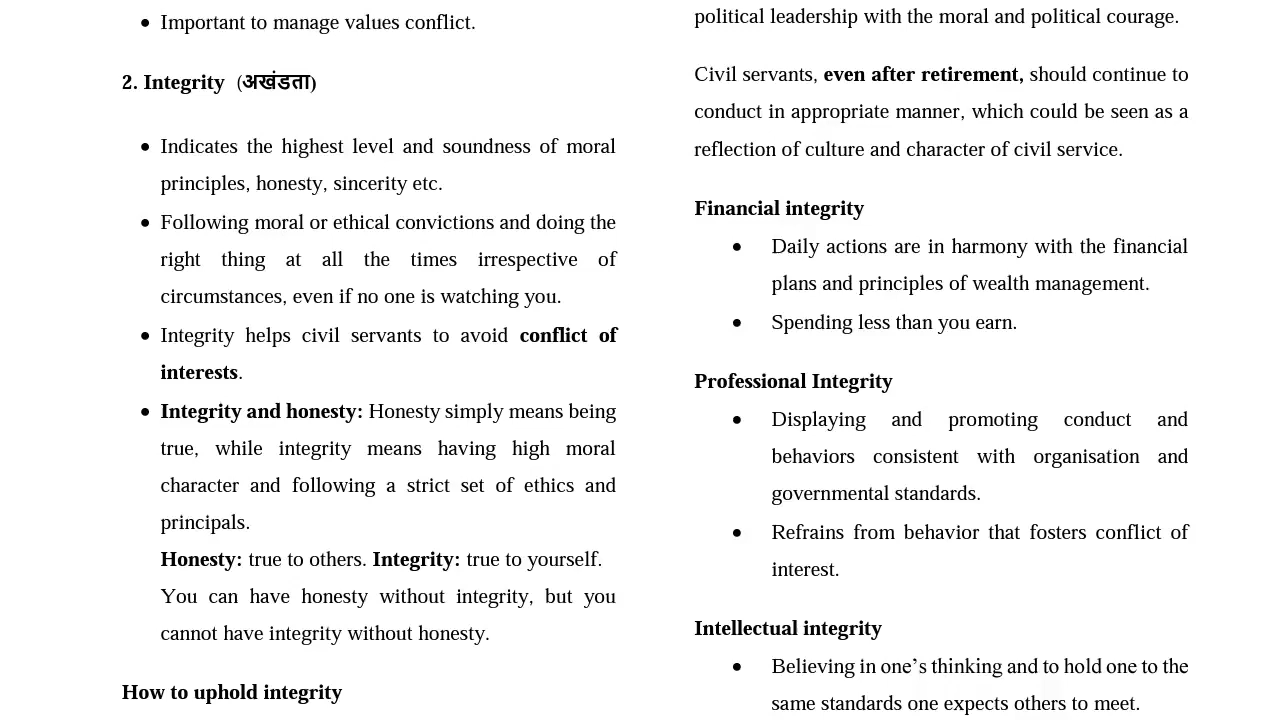 • Important to manage values conflict.
2. Integrity (अखंडता)
• Indicates the highest level and soundness of moral
principles, honesty, sincerity etc.
• Following moral or ethical convictions and doing the
right thing at all the times irrespective of
circumstances, even if no one is watching you.
• Integrity helps civil servants to avoid conflict of
interests.
• Integrity and honesty: Honesty simply means being
true, while integrity means having high moral
character and following a strict set of ethics and
principals.
Honesty: true to others. Integrity: true to yourself.
You can have honesty without integrity, but you
cannot have integrity without honesty.
How to uphold integrity
political leadership with the moral and political courage.
Civil servants, even after retirement, should continue to
conduct in appropriate manner, which could be seen as a
reflection of culture and character of civil service.
Financial integrity
• Daily actions are in harmony with the financial
plans and principles of wealth management.
• Spending less than you earn.
Professional Integrity
• Displaying and promoting conduct and
behaviors consistent with organisation and
governmental standards.
• Refrains from behavior that fosters conflict of
interest.
Intellectual integrity
• Believing in one’s thinking and to hold one to the
same standards one expects others to meet.